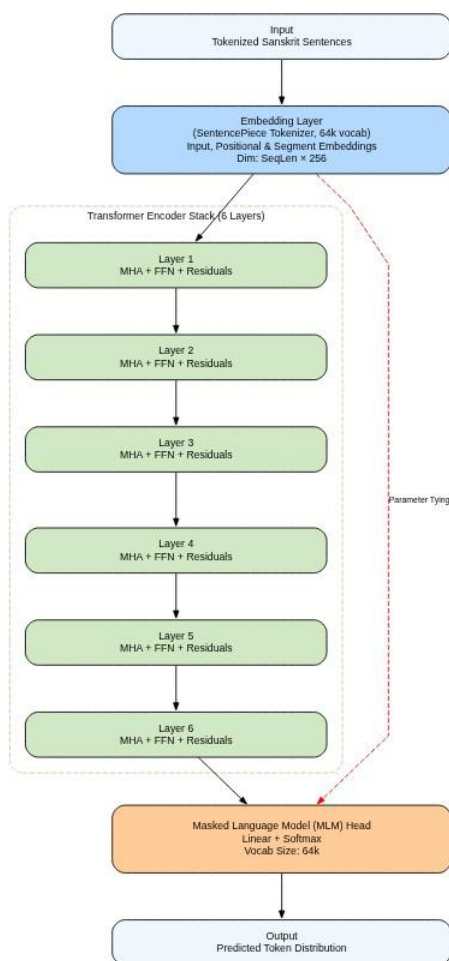 Input
Tokenized Sanskrit Sentences
Embedding Layer
(SentencePiece Tokenizer, 64k vocab)
Input, Positional & Segment Embeddings
Dim: SeqLen × 256
Transformer Encoder Stack (6 Layers)
Layer 1
MHA + FFN + Residuals
Layer 2
MHA + FFN + Residuals
Layer 3
MHA + FFN + Residuals
Parameter Tying
Layer 4
MHA + FFN + Residuals
Layer 5
MHA + FFN + Residuals
Layer 6
MHA + FFN + Residuals
Masked Language Model (MLM) Head
Linear + Softmax
Vocab Size: 64k
Output
Predicted Token Distribution